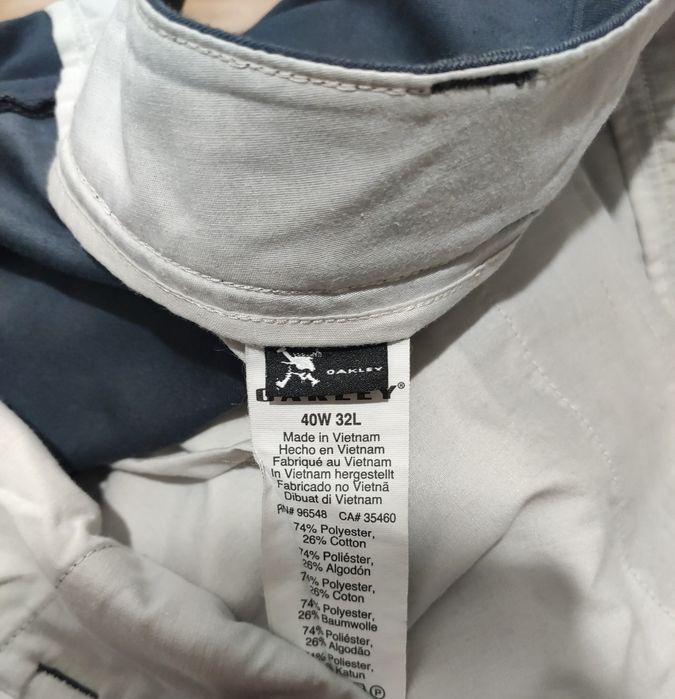 OAKLEY
OAKLEY®
40W 32L
Made in Vietnam
Hecho en Vietnam
Fabriqué au Vietnam
In Vietnam hergestellt
Fabricado no Vietnã
Dibuat di Vietnam
RN# 96548 CA# 35460
74% Polyester,
26% Cotton
74% Poliéster,
26% Algodón
74% Polyester,
26% Coton
74% Polyester,
26% Baumwolle
74% Poliéster,
26% Algodão
Poliester,
% Katun
P